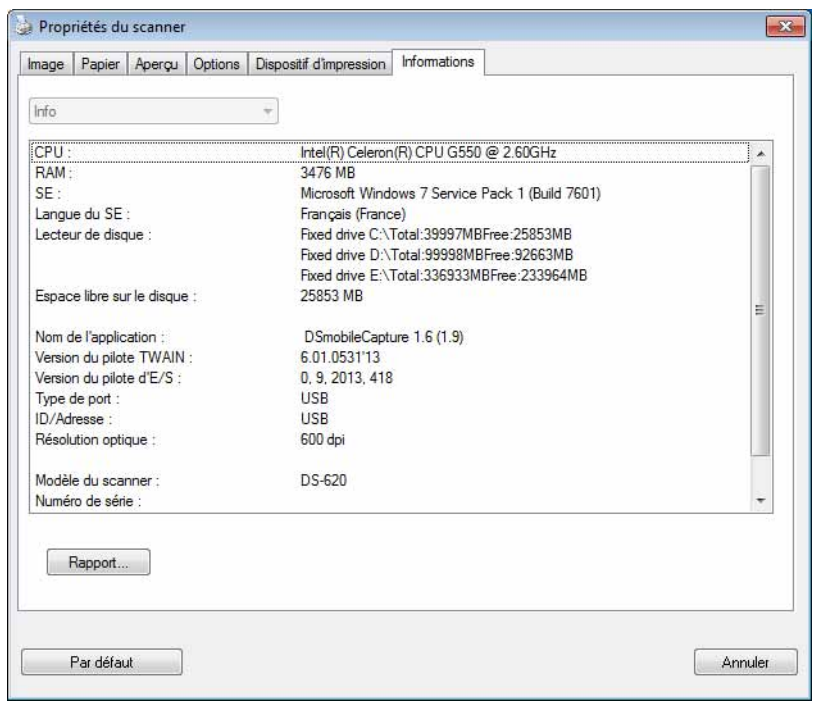 Propriétés du scanner
Image Papier Aperçu Options Dispositif d'impression Informations
Info
CPU : Intel(R) Celeron(R) CPU G550 @ 2.60GHz
RAM : 3476 MB
SE : Microsoft Windows 7 Service Pack 1 (Build 7601)
Langue du SE : Français (France)
Lecteur de disque : Fixed drive C:\Total:39997MBFree:25853MB
Fixed drive D:\Total:99998MBFree:92663MB
Fixed drive E:\Total:336933MBFree:233964MB
Espace libre sur le disque : 25853 MB
Nom de l'application : DSmobileCapture 1.6 (1.9)
Version du pilote TWAIN : 6.01.0531'13
Version du pilote d'E/S : 0, 9, 2013, 418
Type de port : USB
ID/Adresse : USB
Résolution optique : 600 dpi
Modèle du scanner : DS-620
Numéro de série :
Rapport...
Par défaut Annuler